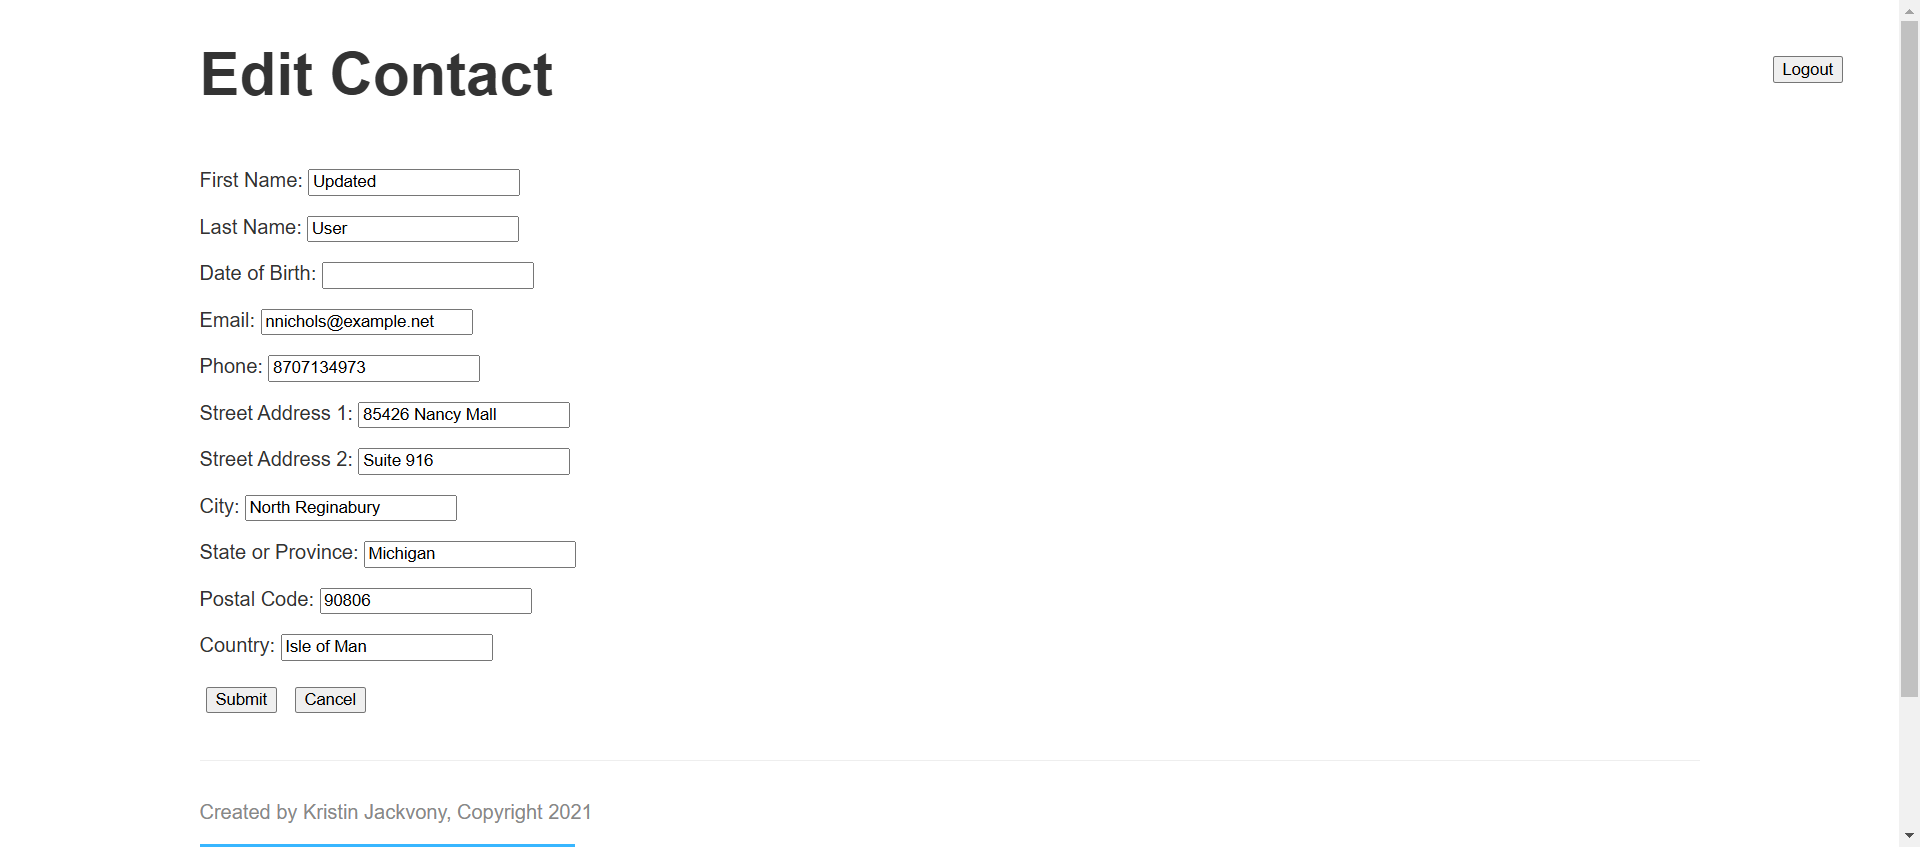 Edit Contact
Logout
First Name: Updated
Last Name: User
Date of Birth:
Email: nnichols@example.net
Phone: 8707134973
Street Address 1: 85426 Nancy Mall
Street Address 2: Suite 916
City: North Reginabury
State or Province: Michigan
Postal Code: 90806
Country: Isle of Man
Submit Cancel
Created by Kristin Jackvony, Copyright 2021